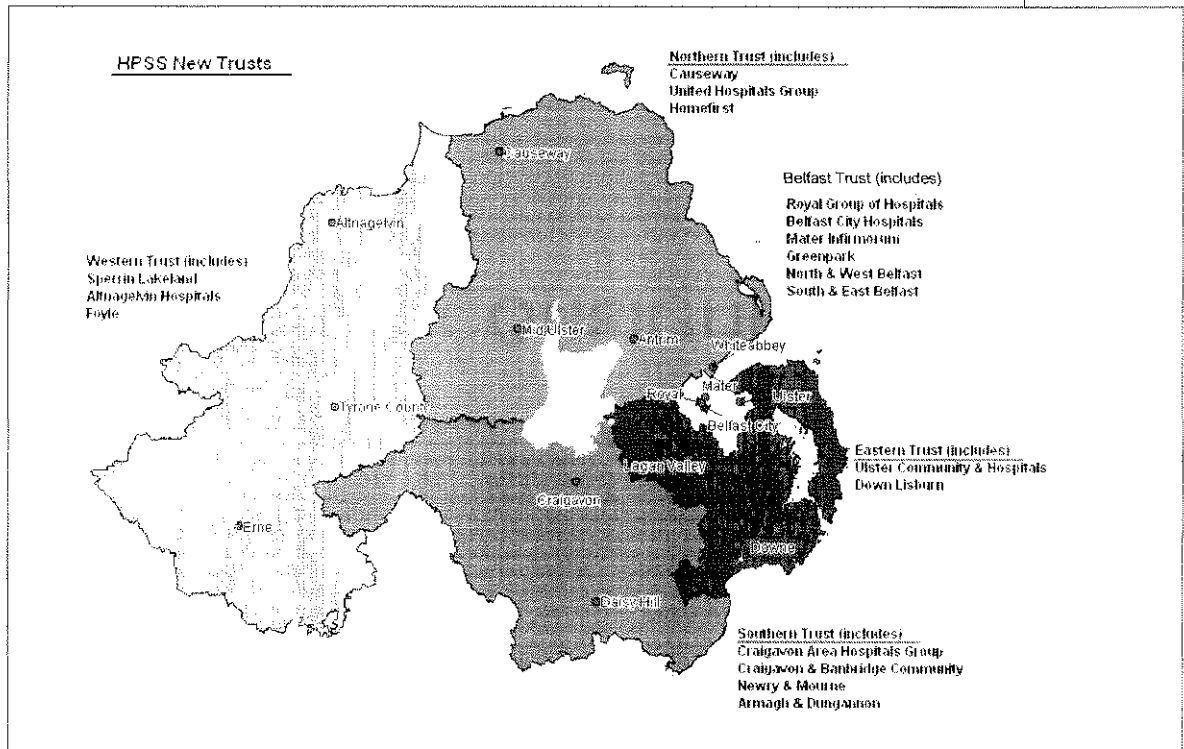 HPSS New Trusts
Northern Trust (includes)
Causeway
United Hospitals Group
Homefirst
Causeway
Belfast Trust (includes)
Royal Group of Hospitals
Belfast City Hospitals
Mater Infirmorum
Greenpark
North & West Belfast
South & East Belfast
Altnagelvin
Western Trust (includes)
Sperrin Lakeland
Altnagelvin Hospitals
Foyle
Mid Ulster
Antrim
Whiteabbey
Mater
Royal
Ulster
Tyrone Count
Belfast City
Eastern Trust (includes)
Ulster Community & Hospitals
Down Lisburn
Lagan Valley
Craigavon
Erne
Downe
Daisy Hill
Southern Trust (includes)
Craigavon Area Hospitals Group
Craigavon & Banbridge Community
Newry & Mourne
Armagh & Dungannon